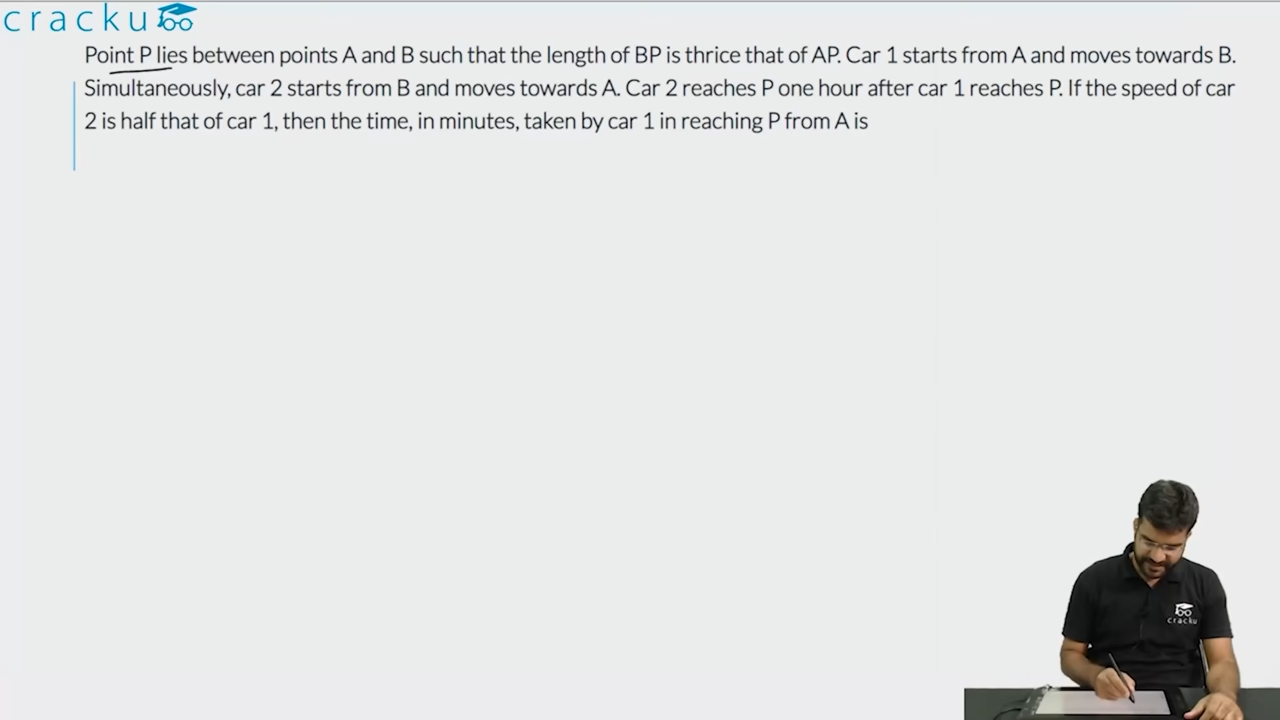 cracku
Point P lies between points A and B such that the length of BP is thrice that of AP. Car 1 starts from A and moves towards B.
Simultaneously, car 2 starts from B and moves towards A. Car 2 reaches P one hour after car 1 reaches P. If the speed of car
2 is half that of car 1, then the time, in minutes, taken by car 1 in reaching P from A is
cracku